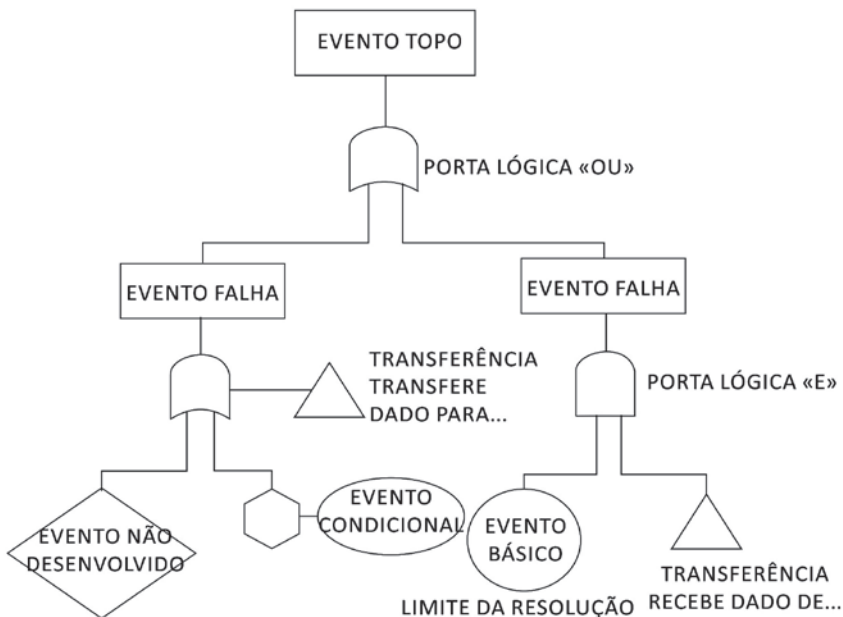 EVENTO TOPO
PORTA LÓGICA «OU»
EVENTO FALHA
EVENTO FALHA
TRANSFERÊNCIA
TRANSFERE
DADO PARA...
PORTA LÓGICA «E»
EVENTO NÃO
DESENVOLVIDO
EVENTO
CONDICIONAL
EVENTO
BÁSICO
LIMITE DA RESOLUÇÃO
TRANSFERÊNCIA
RECEBE DADO DE...